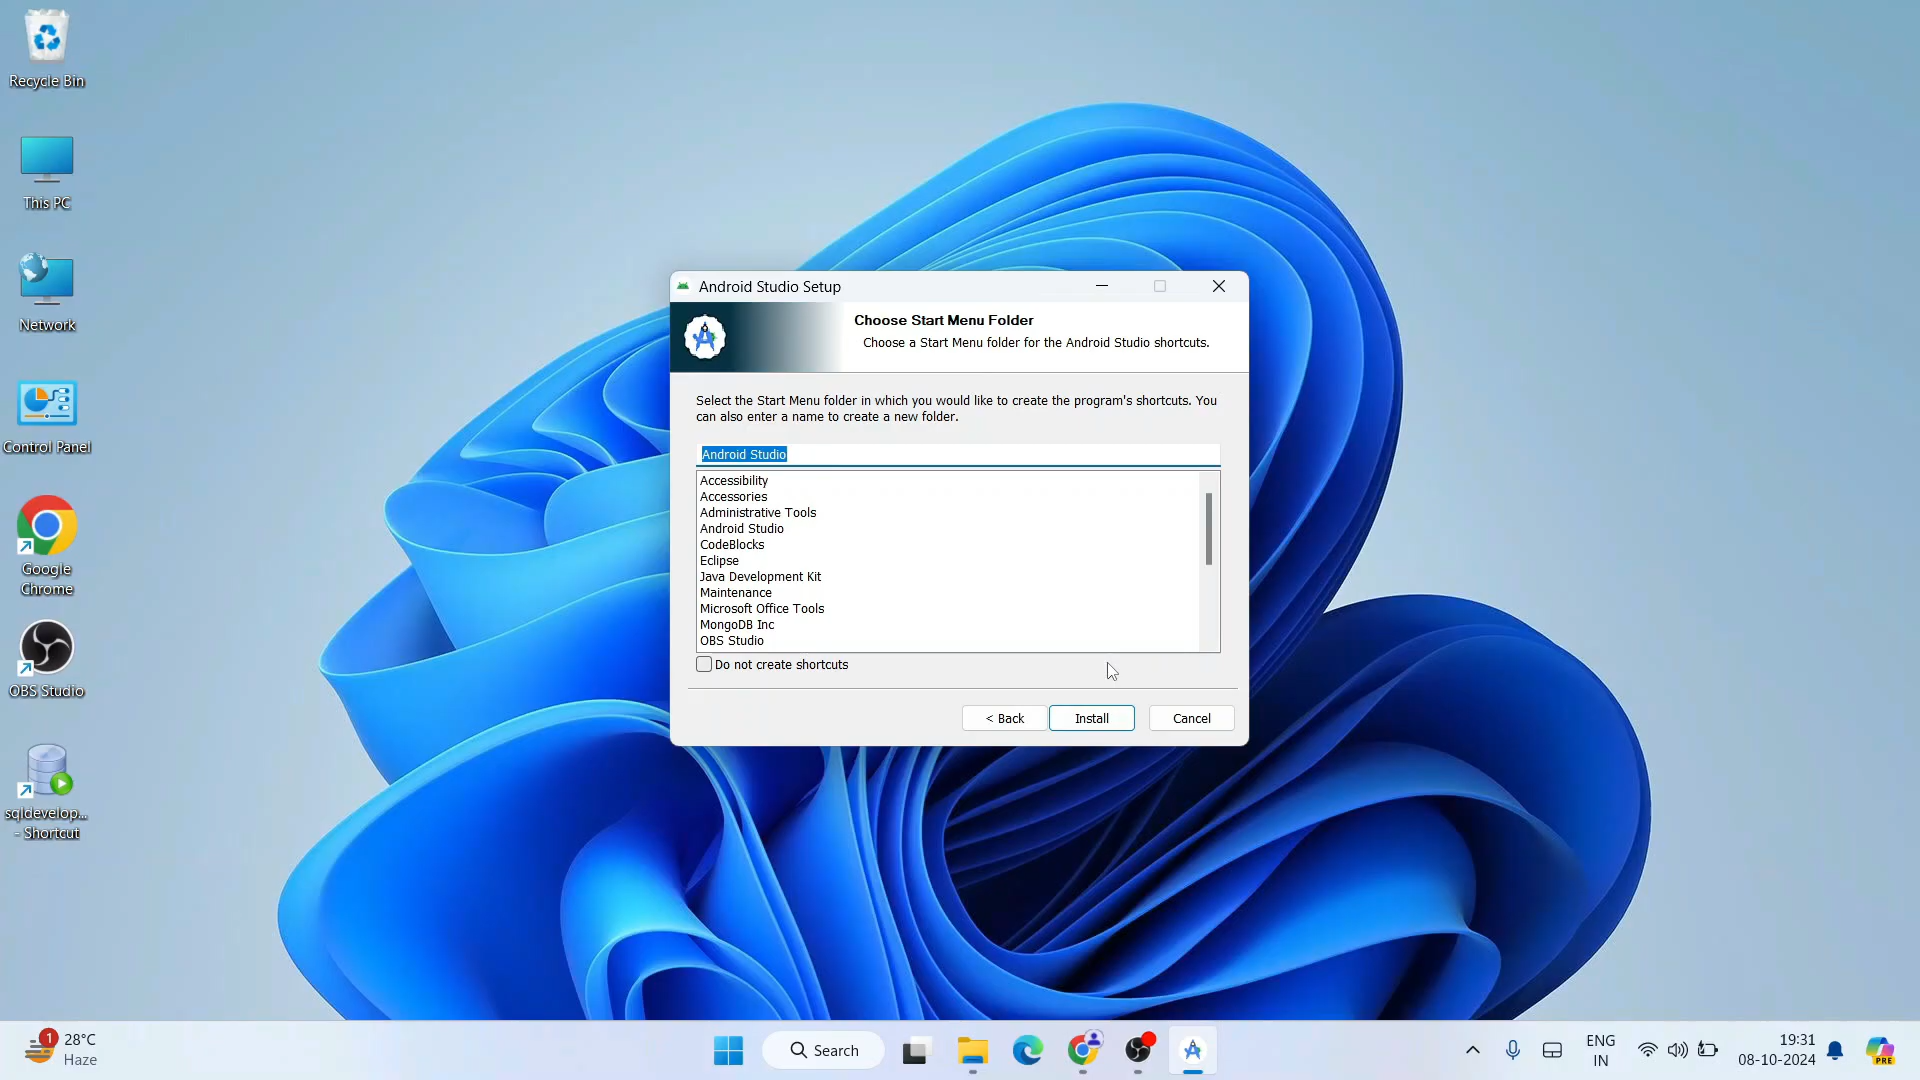 Recycle Bin
This PC
Network
Control Panel
Google
Chrome
OBS Studio
sqldevelop...
- Shortcut
Android Studio Setup
Choose Start Menu Folder
Choose a Start Menu folder for the Android Studio shortcuts.
Select the Start Menu folder in which you would like to create the program's shortcuts. You
can also enter a name to create a new folder.
Android Studio
Accessibility
Accessories
Administrative Tools
Android Studio
CodeBlocks
Eclipse
Java Development Kit
Maintenance
Microsoft Office Tools
MongoDB Inc
OBS Studio
Do not create shortcuts
< Back
Install
Cancel
1
28°C
Haze
Search
ENG
IN
19:31
08-10-2024
PRE